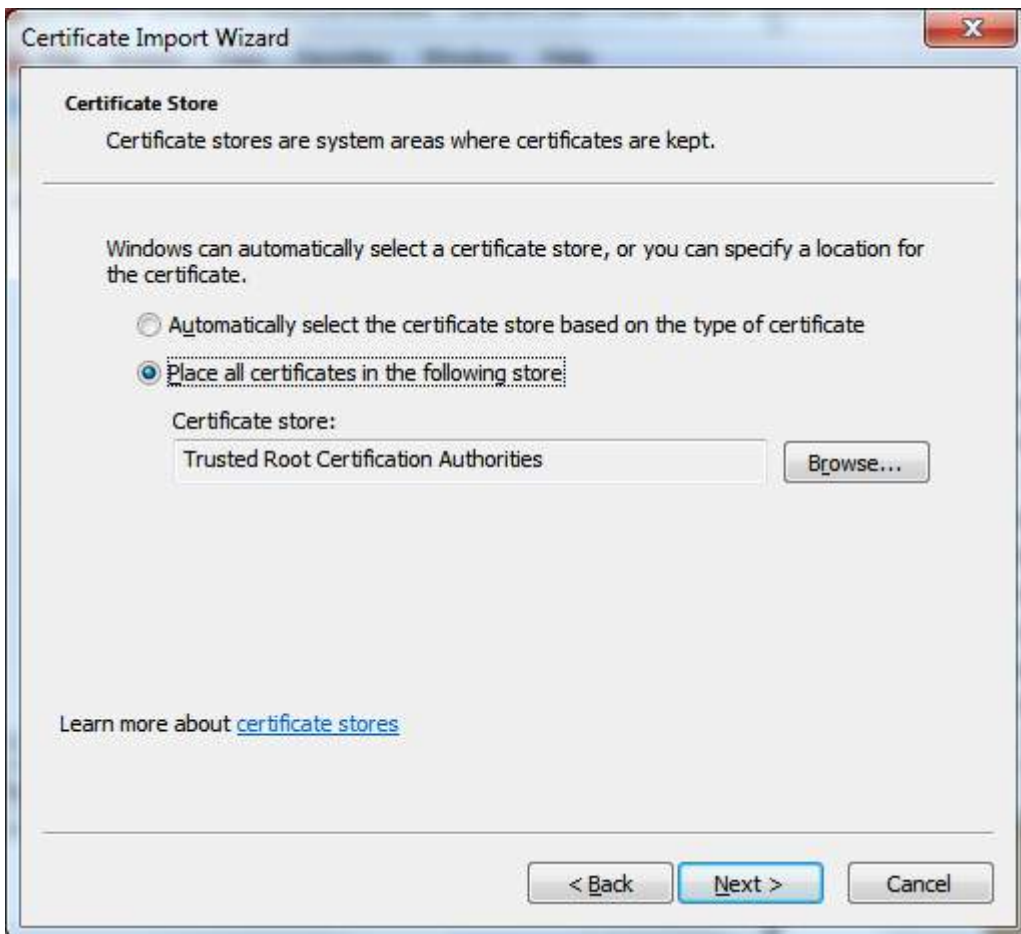 Certificate Import Wizard
Certificate Store
Certificate stores are system areas where certificates are kept.
Windows can automatically select a certificate store, or you can specify a location for
the certificate.
Automatically select the certificate store based on the type of certificate
Place all certificates in the following store
Certificate store:
Trusted Root Certification Authorities
Browse...
Learn more about certificate stores
< Back
Next >
Cancel